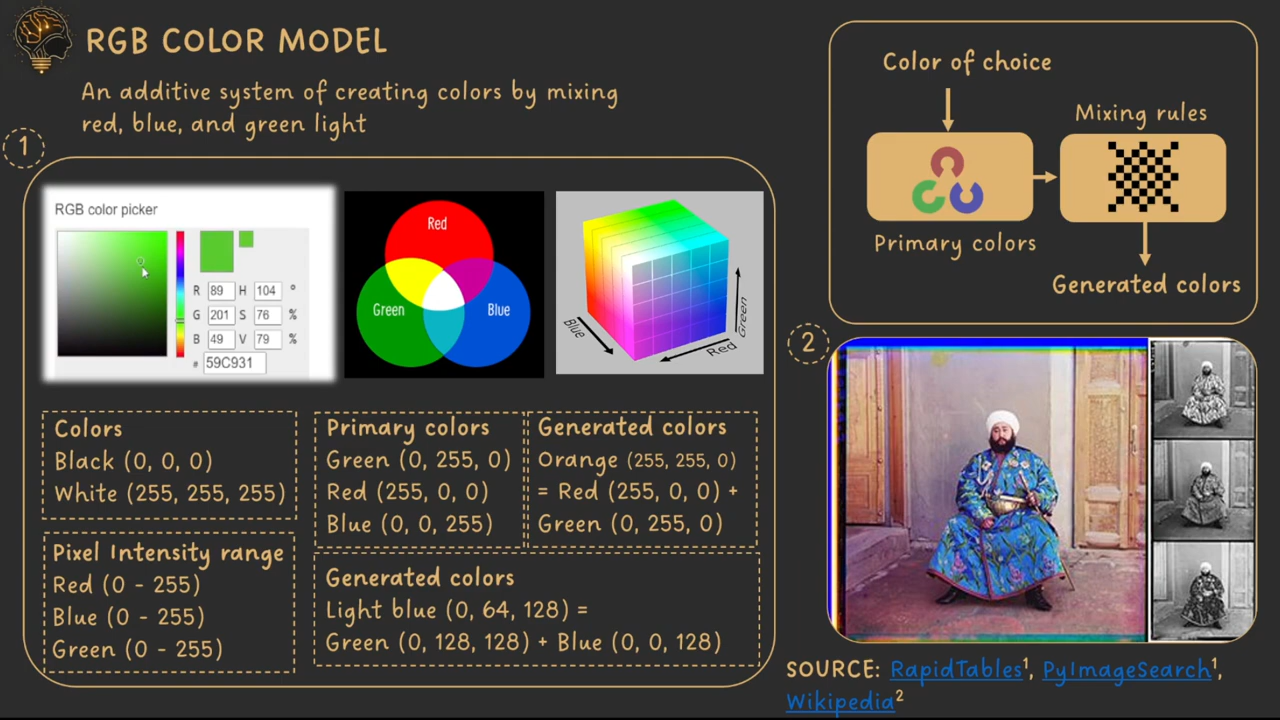 RGB COLOR MODEL
An additive system of creating colors by mixing
red, blue, and green light
1
RGB color picker
R 89 H 104 °
G 201 S 76 %
B 49 V 79 %
# 59C931
Red
Green
Blue
Blue
Red
Green
Colors
Black (0, 0, 0)
White (255, 255, 255)
Pixel Intensity range
Red (0 - 255)
Blue (0 - 255)
Green (0 - 255)
Primary colors
Green (0, 255, 0)
Red (255, 0, 0)
Blue (0, 0, 255)
Generated colors
Orange (255, 255, 0)
= Red (255, 0, 0) +
Green (0, 255, 0)
Generated colors
Light blue (0, 64, 128) =
Green (0, 128, 128) + Blue (0, 0, 128)
Color of choice
Mixing rules
Primary colors
Generated colors
2
SOURCE: RapidTables¹, PyImageSearch¹,
Wikipedia²